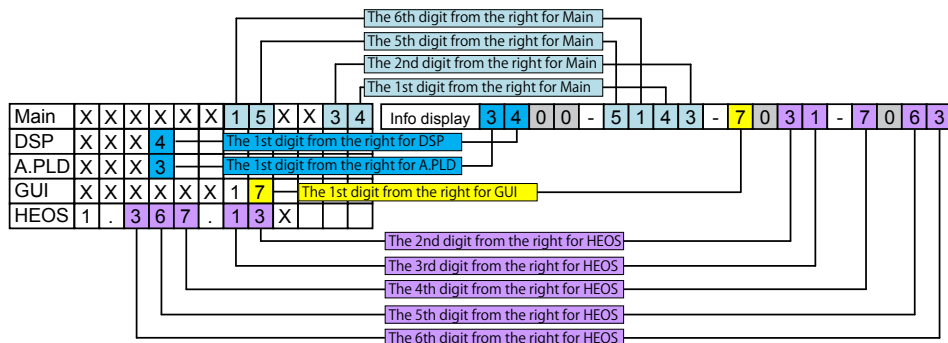 The 6th digit from the right for Main
The 5th digit from the right for Main
The 2nd digit from the right for Main
The 1st digit from the right for Main
Main X X X X X X 1 5 X X 3 4 Info display 3 4 0 0 - 5 1 4 3 - 7 0 3 1 - 7 0 6 3
DSP X X X 4 The 1st digit from the right for DSP
A.PLD X X X 3 The 1st digit from the right for A.PLD
GUI X X X X X X 1 7 The 1st digit from the right for GUI
HEOS 1 . 3 6 7 . 1 3 X
The 2nd digit from the right for HEOS
The 3rd digit from the right for HEOS
The 4th digit from the right for HEOS
The 5th digit from the right for HEOS
The 6th digit from the right for HEOS